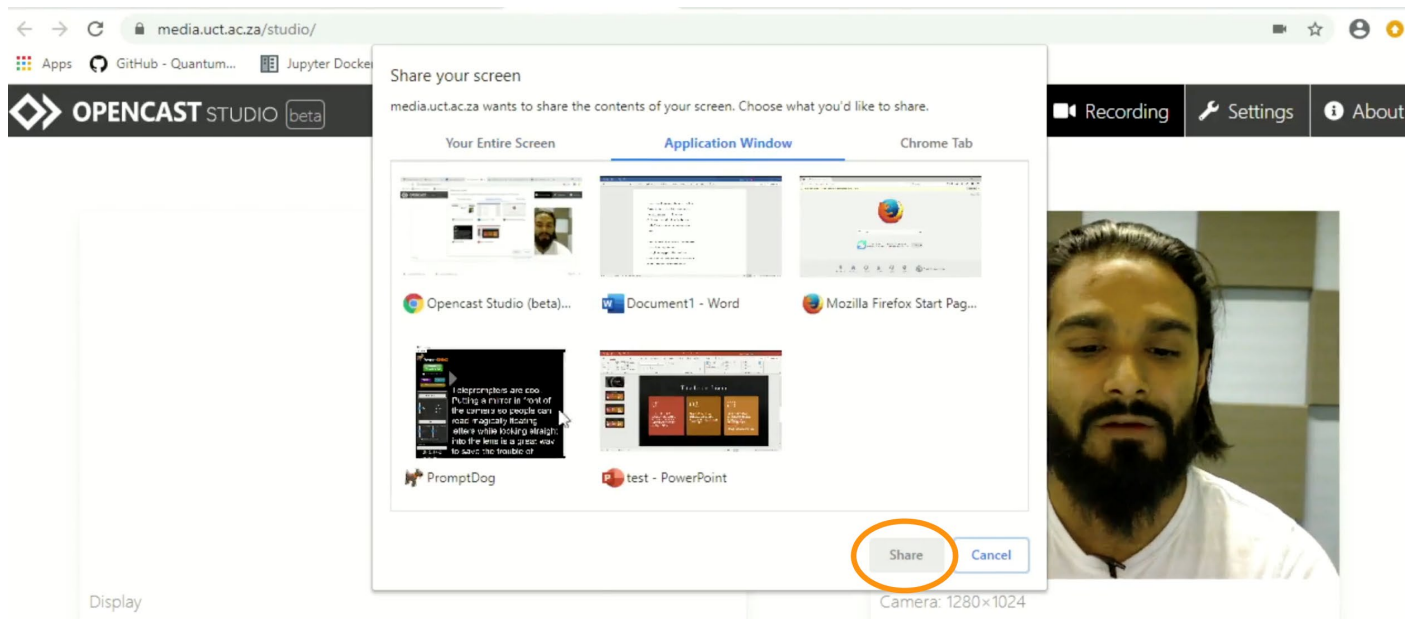 media.uct.ac.za/studio/
Apps GitHub - Quantum... Jupyter Docke
OPENCAST STUDIO beta
Recording Settings About
Share your screen
media.uct.ac.za wants to share the contents of your screen. Choose what you'd like to share.
Your Entire Screen Application Window Chrome Tab
Opencast Studio (beta)... Document1 - Word Mozilla Firefox Start Pag...
Teleprompters are coo
Putting a mirror in front of
the camera so people can
read magically floating
letters while looking straight
into the lens is a great way
to save the trouble of
PromptDog test - PowerPoint
Share Cancel
Display Camera: 1280×1024